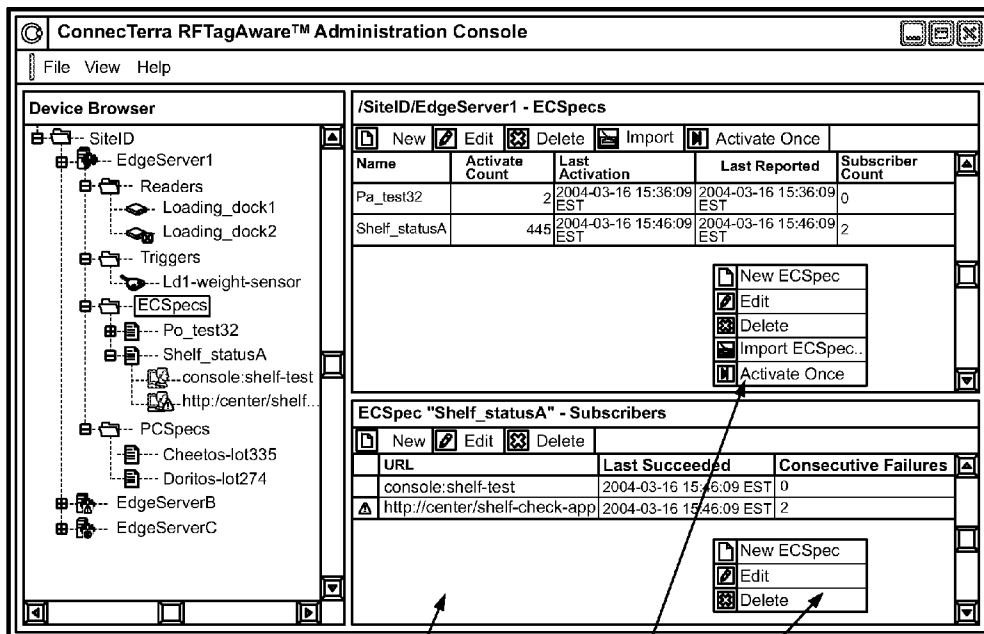 ConnecTerra RFTagAware™ Administration Console
File View Help
Device Browser
SiteID
EdgeServer1
Readers
Loading_dock1
Loading_dock2
Triggers
Ld1-weight-sensor
ECSpecs
Po_test32
Shelf_statusA
console:shelf-test
http:/center/shelf...
PCSpecs
Cheetos-lot335
Doritos-lot274
EdgeServerB
EdgeServerC
/SiteID/EdgeServer1 - ECSpecs
New Edit Delete Import Activate Once
Name Activate Count Last Activation Last Reported Subscriber Count
Pa_test32 2 2004-03-16 15:36:09 EST 2004-03-16 15:36:09 EST 0
Shelf_statusA 445 2004-03-16 15:46:09 EST 2004-03-16 15:46:09 EST 2
New ECSpec
Edit
Delete
Import ECSpec..
Activate Once
ECSpec "Shelf_statusA" - Subscribers
New Edit Delete
URL Last Succeeded Consecutive Failures
console:shelf-test 2004-03-16 15:46:09 EST 0
http://center/shelf-check-app 2004-03-16 15:46:09 EST 2
New ECSpec
Edit
Delete